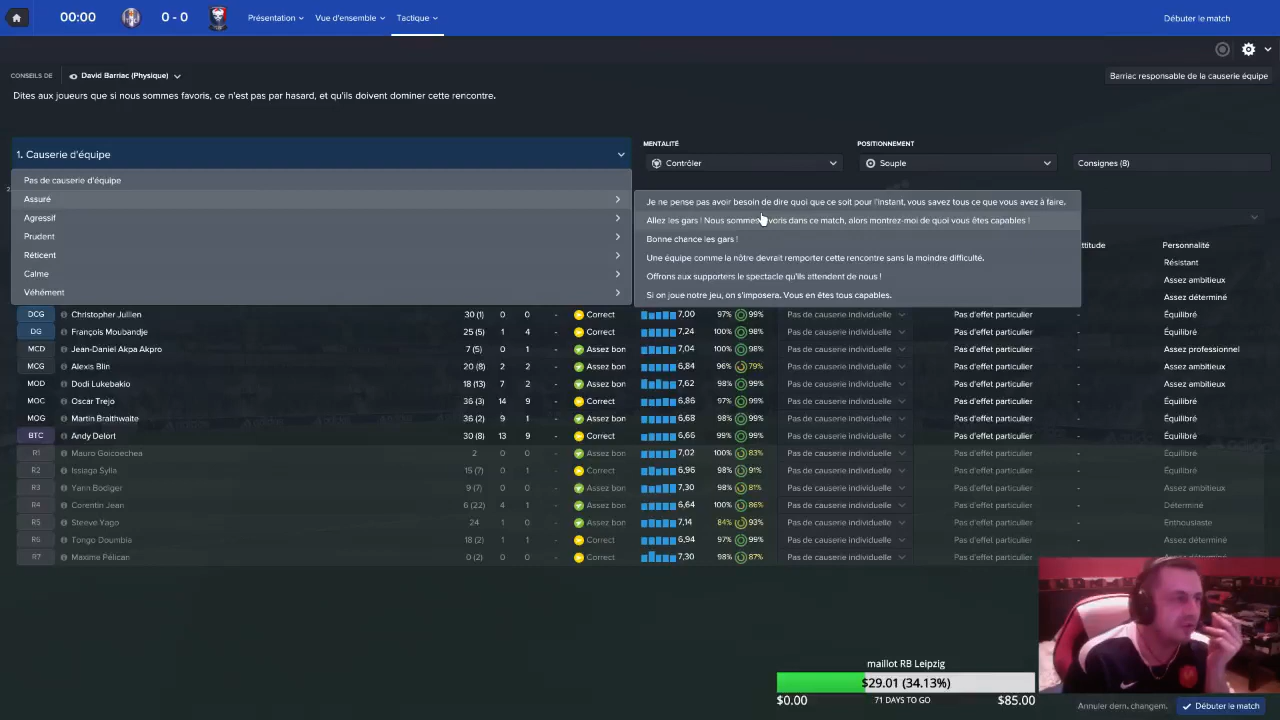 00:00 0 - 0 Présentation Vue d'ensemble Tactique Débuter le match
CONSEILS DE David Barriac (Physique) Barriac responsable de la causerie équipe
Dites aux joueurs que si nous sommes favoris, ce n'est pas par hasard, et qu'ils doivent dominer cette rencontre.
MENTALITÉ POSITIONNEMENT
1. Causerie d'équipe Contrôler Souple Consignes (8)
Pas de causerie d'équipe
Assuré
Agressif
Prudent
Réticent
Calme
Véhément
Je ne pense pas avoir besoin de dire quoi que ce soit pour l'instant, vous savez tous ce que vous avez à faire.
Allez les gars ! Nous sommes favoris dans ce match, alors montrez-moi de quoi vous êtes capables !
Bonne chance les gars !
Une équipe comme la nôtre devrait remporter cette rencontre sans la moindre difficulté.
Offrons aux supporters le spectacle qu'ils attendent de nous !
Si on joue notre jeu, on s'imposera. Vous en êtes tous capables.
Personnalité
Résistant
Assez ambitieux
Assez déterminé
DCG Christopher Jullien 30 (1) 0 0 - Correct 7,00 97% 99% Pas de causerie individuelle Pas d'effet particulier - Équilibré
DG François Moubandje 25 (5) 1 4 - Correct 7,24 100% 98% Pas de causerie individuelle Pas d'effet particulier - Équilibré
MCD Jean-Daniel Akpa Akpro 7 (5) 0 1 - Assez bon 7,04 100% 98% Pas de causerie individuelle Pas d'effet particulier - Assez professionnel
MCG Alexis Blin 20 (8) 2 2 - Assez bon 6,84 96% 79% Pas de causerie individuelle Pas d'effet particulier - Assez ambitieux
MOD Dodi Lukebakio 18 (13) 7 2 - Assez bon 7,62 98% 99% Pas de causerie individuelle Pas d'effet particulier - Assez ambitieux
MOC Oscar Trejo 36 (3) 14 9 - Correct 6,86 97% 99% Pas de causerie individuelle Pas d'effet particulier - Équilibré
MOG Martin Braithwaite 36 (2) 9 1 - Assez bon 6,68 98% 99% Pas de causerie individuelle Pas d'effet particulier - Équilibré
BTC Andy Delort 30 (8) 13 9 - Correct 6,66 99% 99% Pas de causerie individuelle Pas d'effet particulier - Équilibré
R1 Mauro Goicoechea 2 0 0 - Assez bon 7,02 100% 83% Pas de causerie individuelle Pas d'effet particulier - Équilibré
R2 Issiaga Sylla 15 (7) 0 1 - Correct 6,96 98% 91% Pas de causerie individuelle Pas d'effet particulier - Équilibré
R3 Yann Bodiger 9 (7) 0 1 - Assez bon 7,30 98% 81% Pas de causerie individuelle Pas d'effet particulier - Assez ambitieux
R4 Corentin Jean 6 (22) 4 1 - Assez bon 6,64 100% 86% Pas de causerie individuelle Pas d'effet particulier - Déterminé
R5 Steeve Yago 24 1 0 - Assez bon 7,14 84% 93% Pas de causerie individuelle Pas d'effet particulier - Enthousiaste
R6 Tongo Doumbia 18 (2) 1 1 - Correct 6,94 97% 99% Pas de causerie individuelle Pas d'effet particulier - Assez déterminé
R7 Maxime Pélican 0 (2) 0 0 - Correct 7,30 98% 87% Pas de causerie individuelle Pas d'effet particulier - Assez déterminé
maillot RB Leipzig
$29.01 (34.13%)
$0.00 71 DAYS TO GO $85.00
Annuler dern. changem. Débuter le match